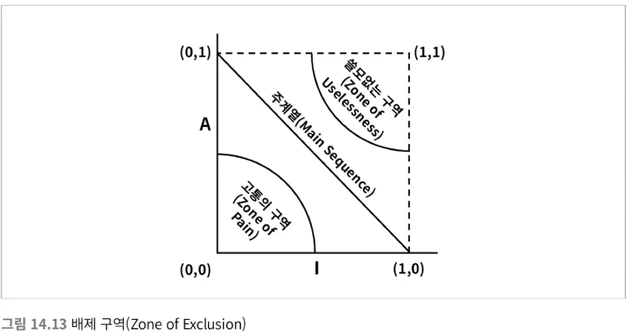 (0,1)
(1,1)
쓸모없는 구역
(Zone of
Uselessness)
주계열(Main Sequence)
A
고통의 구역
(Zone of
Pain)
(0,0)
I
(1,0)
그림 14.13 배제 구역(Zone of Exclusion)